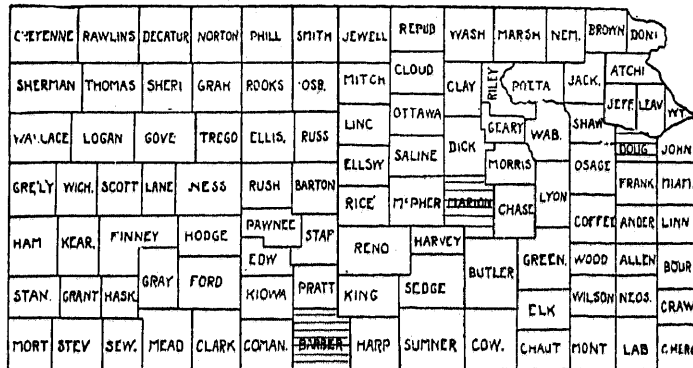 CHEYENNE RAWLINS DECATUR NORTON PHILL SMITH JEWELL REPUB WASH MARSH NEM. BROWN DONI
SHERMAN THOMAS SHERI GRAH ROOKS OSB. MITCH CLOUD CLAY RILEY POTTA JACK. ATCHI
JEFF. LEAV WY.
WALLACE LOGAN GOVE TREGO ELLIS, RUSS LINC OTTAWA DICK GEARY WAB. SHAW DOUG JOHN.
ELLSW SALINE MORRIS OSAGE
GRE'LY WICH. SCOTT LANE NESS RUSH BARTON RICE McPHER MARION CHASE LYON FRANK. MIAM.
HAM KEAR. FINNEY HODGE PAWNEE STAF RENO HARVEY COFFEY ANDER LINN
EDW
STAN. GRANT HASK. GRAY FORD KIOWA PRATT KING SEDGE BUTLER GREEN. WOOD ALLEN BOUR
ELK WILSON NEOS. CRAW
MORT STEV SEW. MEAD CLARK COMAN. BARBER HARP SUMNER COW. CHAUT MONT LAB CHERO